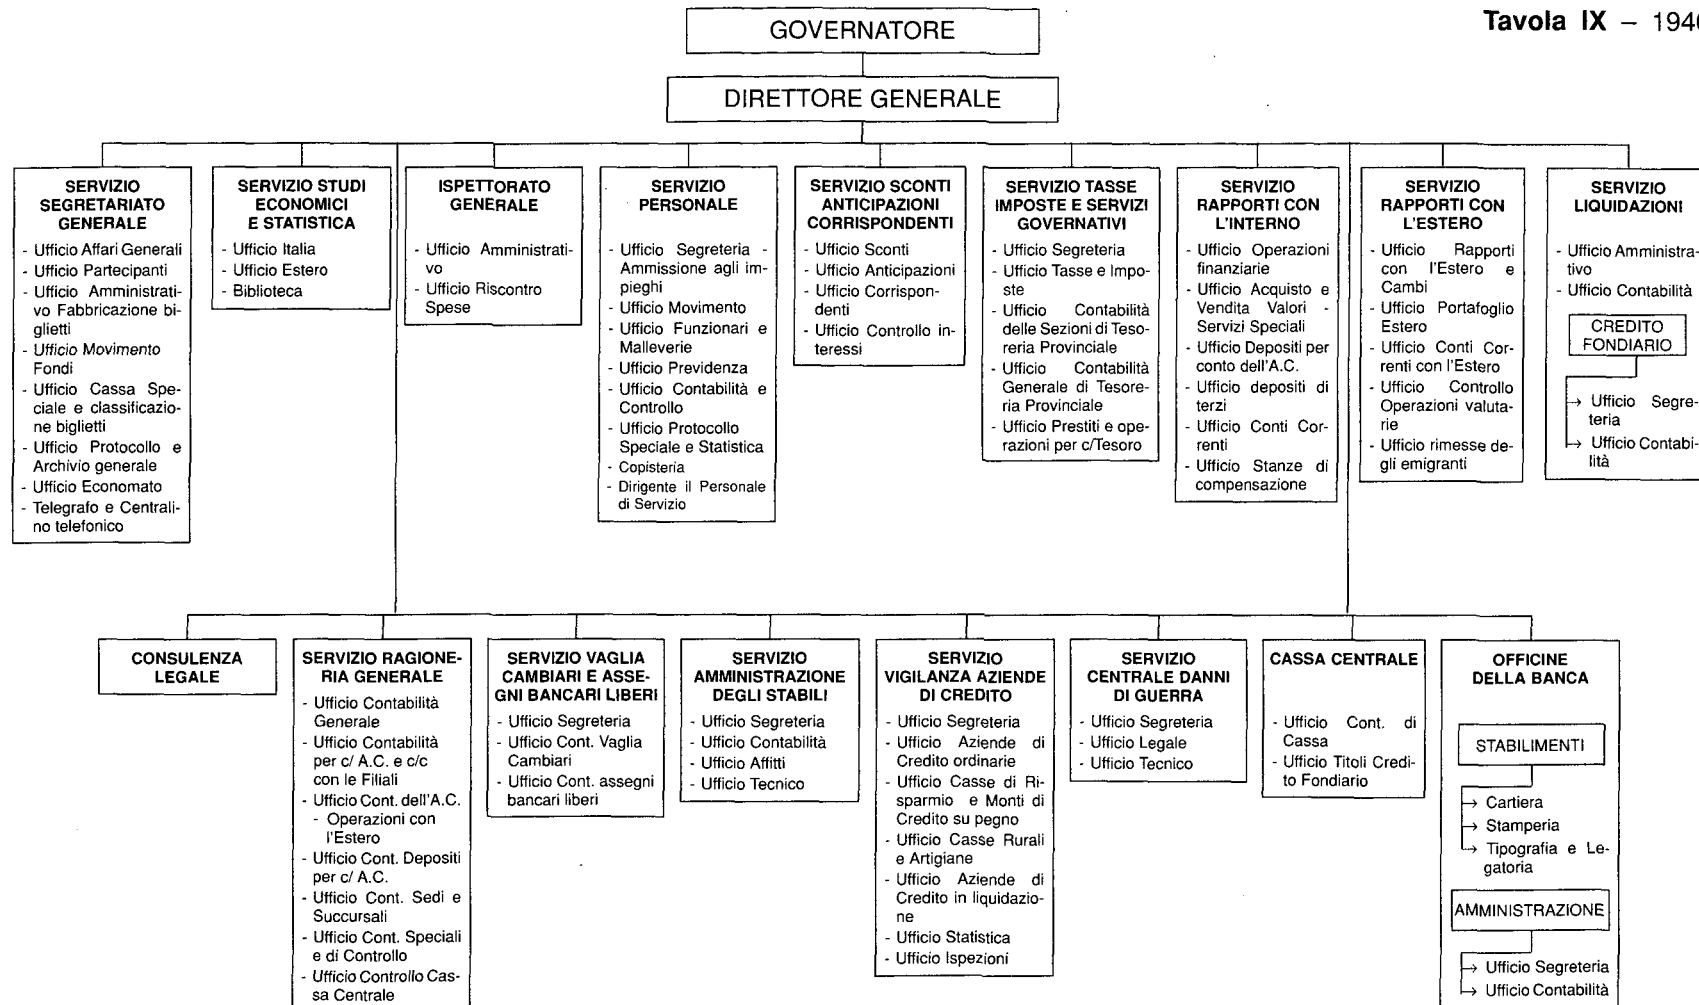 Tavola IX – 1946
GOVERNATORE
DIRETTORE GENERALE
SERVIZIO
SEGRETARIATO
GENERALE
- Ufficio Affari Generali
- Ufficio Partecipanti
- Ufficio Amministrati-
vo Fabbricazione bi-
glietti
- Ufficio Movimento
Fondi
- Ufficio Cassa Spe-
ciale e classificazio-
ne biglietti
- Ufficio Protocollo e
Archivio generale
- Ufficio Economato
- Telegrafo e Centrali-
no telefonico
SERVIZIO STUDI
ECONOMICI
E STATISTICA
- Ufficio Italia
- Ufficio Estero
- Biblioteca
ISPETTORATO
GENERALE
- Ufficio Amministrati-
vo
- Ufficio Riscontro
Spese
SERVIZIO
PERSONALE
- Ufficio Segreteria -
Ammissione agli im-
pieghi
- Ufficio Movimento
- Ufficio Funzionari e
Malleverie
- Ufficio Previdenza
- Ufficio Contabilità e
Controllo
- Ufficio Protocollo
Speciale e Statistica
- Copisteria
- Dirigente il Personale
di Servizio
SERVIZIO SCONTI
ANTICIPAZIONI
CORRISPONDENTI
- Ufficio Sconti
- Ufficio Anticipazioni
- Ufficio Corrispon-
denti
- Ufficio Controllo in-
teressi
SERVIZIO TASSE
IMPOSTE E SERVIZI
GOVERNATIVI
- Ufficio Segreteria
- Ufficio Tasse e Impo-
ste
- Ufficio Contabilità
delle Sezioni di Teso-
reria Provinciale
- Ufficio Contabilità
Generale di Tesore-
ria Provinciale
- Ufficio Prestiti e ope-
razioni per c/Tesoro
SERVIZIO
RAPPORTI CON
L'INTERNO
- Ufficio Operazioni
finanziarie
- Ufficio Acquisto e
Vendita Valori -
Servizi Speciali
- Ufficio Depositi per
conto dell'A.C.
- Ufficio depositi di
terzi
- Ufficio Conti Cor-
renti
- Ufficio Stanze di
compensazione
SERVIZIO
RAPPORTI CON
L'ESTERO
- Ufficio Rapporti
con l'Estero e
Cambi
- Ufficio Portafoglio
Estero
- Ufficio Conti Cor-
renti con l'Estero
- Ufficio Controllo
Operazioni valuta-
rie
- Ufficio rimesse de-
gli emigranti
SERVIZIO
LIQUIDAZIONI
- Ufficio Amministra-
tivo
- Ufficio Contabilità
CREDITO
FONDIARIO
→ Ufficio Segre-
teria
→ Ufficio Contabi-
lità
CONSULENZA
LEGALE
SERVIZIO RAGIONE-
RIA GENERALE
- Ufficio Contabilità
Generale
- Ufficio Contabilità
per c/ A.C. e c/c
con le Filiali
- Ufficio Cont. dell'A.C.
- Operazioni con
l'Estero
- Ufficio Cont. Depositi
per c/ A.C.
- Ufficio Cont. Sedi e
Succursali
- Ufficio Cont. Speciali
e di Controllo
- Ufficio Controllo Cas-
sa Centrale
SERVIZIO VAGLIA
CAMBIARI E ASSE-
GNI BANCARI LIBERI
- Ufficio Segreteria
- Ufficio Cont. Vaglia
Cambiari
- Ufficio Cont. assegni
bancari liberi
SERVIZIO
AMMINISTRAZIONE
DEGLI STABILI
- Ufficio Segreteria
- Ufficio Contabilità
- Ufficio Affitti
- Ufficio Tecnico
SERVIZIO
VIGILANZA AZIENDE
DI CREDITO
- Ufficio Segreteria
- Ufficio Aziende di
Credito ordinarie
- Ufficio Casse di Ri-
sparmio e Monti di
Credito su pegno
- Ufficio Casse Rurali
e Artigiane
- Ufficio Aziende di
Credito in liquidazio-
ne
- Ufficio Statistica
- Ufficio Ispezioni
SERVIZIO
CENTRALE DANNI
DI GUERRA
- Ufficio Segreteria
- Ufficio Legale
- Ufficio Tecnico
CASSA CENTRALE
- Ufficio Cont. di
Cassa
- Ufficio Titoli Credi-
to Fondiario
OFFICINE
DELLA BANCA
STABILIMENTI
→ Cartiera
→ Stamperia
→ Tipografia e Le-
gatoria
AMMINISTRAZIONE
→ Ufficio Segreteria
→ Ufficio Contabilità